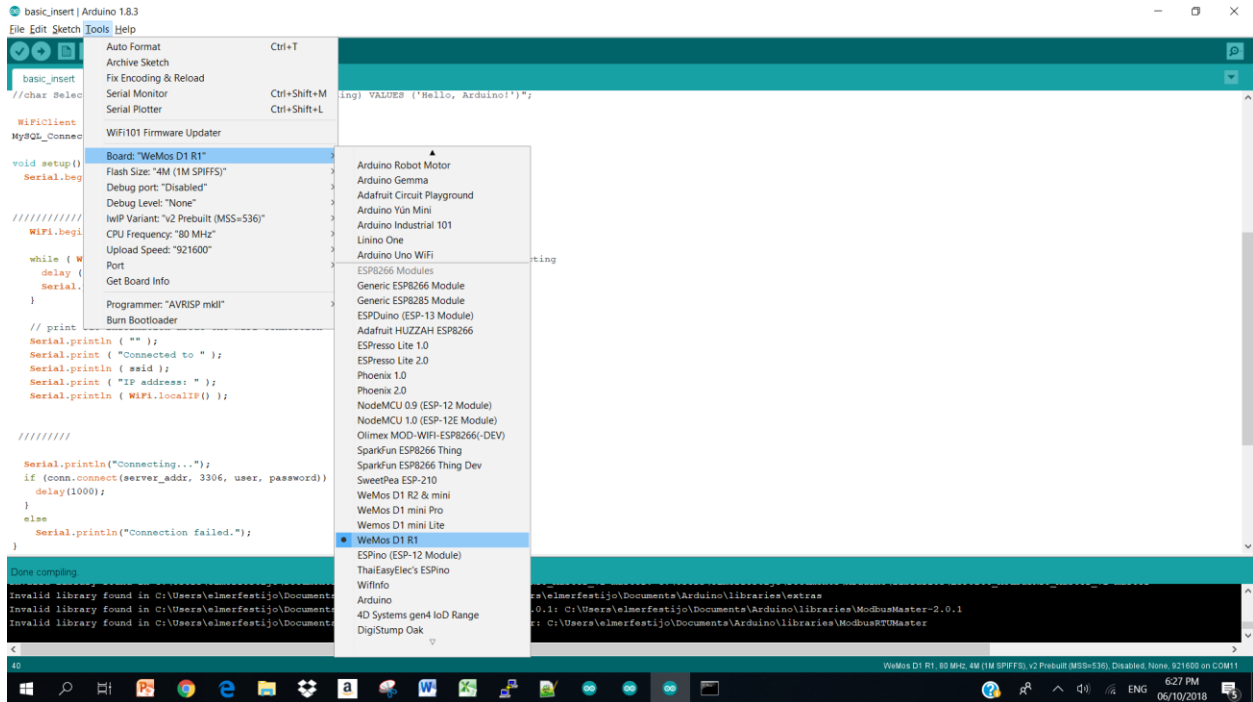 basic_insert | Arduino 1.8.3
File Edit Sketch Tools Help
basic_insert
Auto Format Ctrl+T
Archive Sketch
Fix Encoding & Reload
Serial Monitor Ctrl+Shift+M
Serial Plotter Ctrl+Shift+L
WiFi101 Firmware Updater
Board: "WeMos D1 R1"
Flash Size: "4M (1M SPIFFS)"
Debug port: "Disabled"
Debug Level: "None"
lwIP Variant: "v2 Prebuilt (MSS=536)"
CPU Frequency: "80 MHz"
Upload Speed: "921600"
Port
Get Board Info
Programmer: "AVRISP mkII"
Burn Bootloader
Arduino Robot Motor
Arduino Gemma
Adafruit Circuit Playground
Arduino Yún Mini
Arduino Industrial 101
Linino One
Arduino Uno WiFi
ESP8266 Modules
Generic ESP8266 Module
Generic ESP8285 Module
ESPDuino (ESP-13 Module)
Adafruit HUZZAH ESP8266
ESPresso Lite 1.0
ESPresso Lite 2.0
Phoenix 1.0
Phoenix 2.0
NodeMCU 0.9 (ESP-12 Module)
NodeMCU 1.0 (ESP-12E Module)
Olimex MOD-WIFI-ESP8266(-DEV)
SparkFun ESP8266 Thing
SparkFun ESP8266 Thing Dev
SweetPea ESP-210
WeMos D1 R2 & mini
WeMos D1 mini Pro
Wemos D1 mini Lite
WeMos D1 R1
ESPino (ESP-12 Module)
ThaiEasyElec's ESPino
WifInfo
Arduino
4D Systems gen4 IoD Range
DigiStump Oak
//char Selec ing) VALUES ('Hello, Arduino!')";
WiFiClient
MySQL_Connec
void setup()
Serial.beg
////////////
WiFi.begi
while ( W ting
delay (
Serial.
}
// print
Serial.println ( "" );
Serial.print ( "Connected to " );
Serial.println ( ssid );
Serial.print ( "IP address: " );
Serial.println ( WiFi.localIP() );
/////////
Serial.println("Connecting...");
if (conn.connect(server_addr, 3306, user, password))
delay(1000);
}
else
Serial.println("Connection failed.");
}
Done compiling.
Invalid library found in C:\Users\elmerfestijo\Documents rs\elmerfestijo\Documents\Arduino\libraries\extras
Invalid library found in C:\Users\elmerfestijo\Documents .0.1: C:\Users\elmerfestijo\Documents\Arduino\libraries\ModbusMaster-2.0.1
Invalid library found in C:\Users\elmerfestijo\Documents r: C:\Users\elmerfestijo\Documents\Arduino\libraries\ModbusRTUMaster
40 WeMos D1 R1, 80 MHz, 4M (1M SPIFFS), v2 Prebuilt (MSS=536), Disabled, None, 921600 on COM11
ENG
6:27 PM
06/10/2018